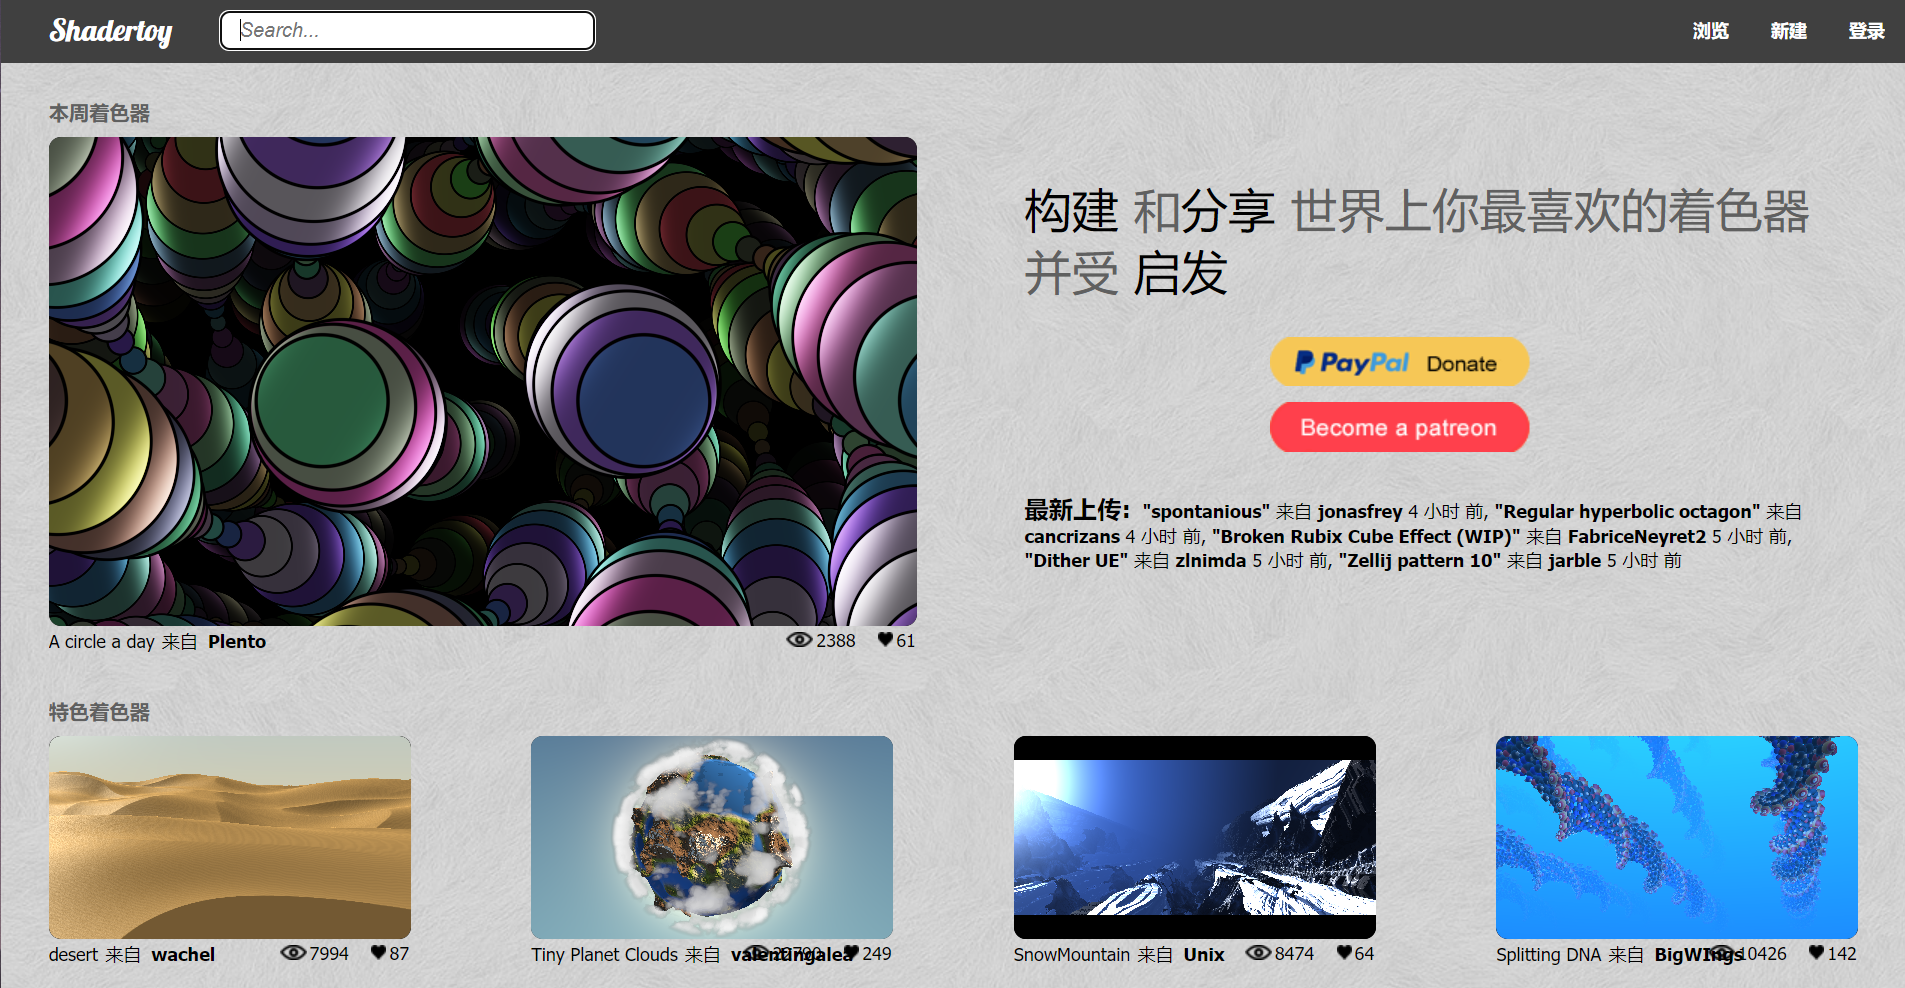 Shadertoy Search... 浏览 新建 登录
本周着色器
构建 和分享 世界上你最喜欢的着色器
并受 启发
PayPal Donate
Become a patreon
最新上传: "spontanious" 来自 jonasfrey 4 小时 前, "Regular hyperbolic octagon" 来自
cancrizans 4 小时 前, "Broken Rubix Cube Effect (WIP)" 来自 FabriceNeyret2 5 小时 前,
"Dither UE" 来自 zlnimda 5 小时 前, "Zellij pattern 10" 来自 jarble 5 小时 前
A circle a day 来自 Plento 2388 61
特色着色器
desert 来自 wachel 7994 87
Tiny Planet Clouds 来自 valentingalea 249
SnowMountain 来自 Unix 8474 64
Splitting DNA 来自 BigWIngs 10426 142